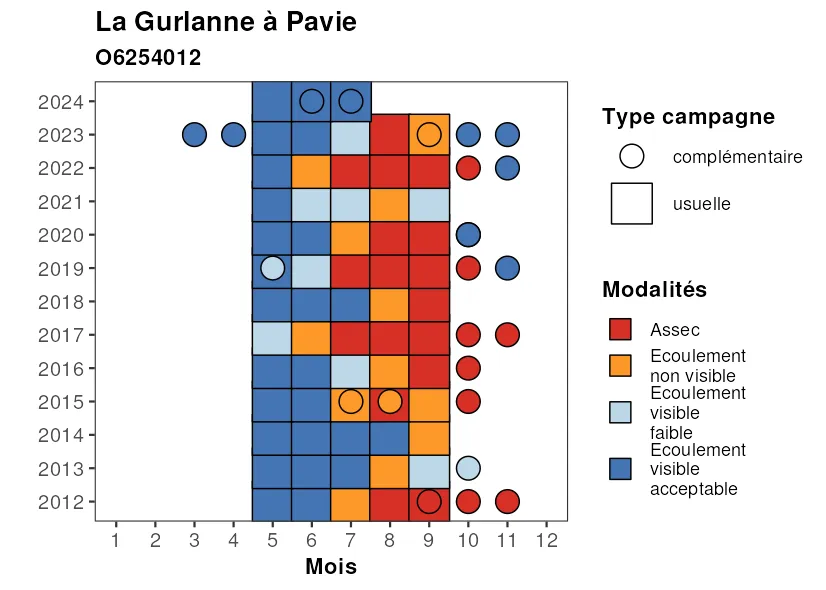 La Gurlanne à Pavie
O6254012
2024
2023
2022
2021
2020
2019
2018
2017
2016
2015
2014
2013
2012
1 2 3 4 5 6 7 8 9 10 11 12
Mois
Type campagne
complémentaire
usuelle
Modalités
Assec
Ecoulement
non visible
Ecoulement
visible
faible
Ecoulement
visible
acceptable